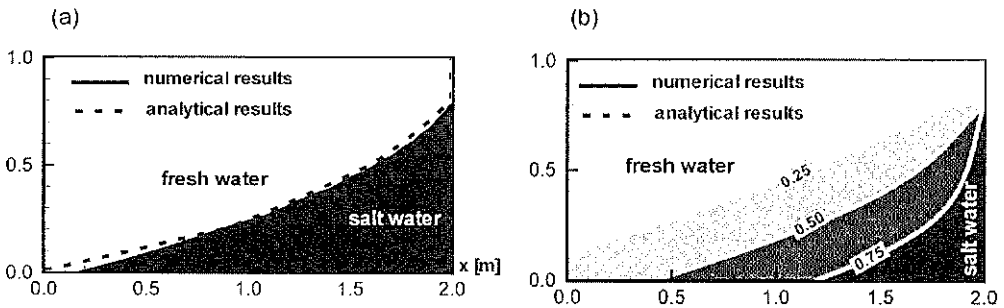 (a)
1.0
numerical results
analytical results
0.5
fresh water
salt water
0.0
x [m]
0.0
0.5
1.0
1.5
2.0
(b)
1.0
numerical results
analytical results
fresh water
0.5
0.25
0.50
0.75
salt water
0.0
0.0
0.5
1.0
1.5
2.0